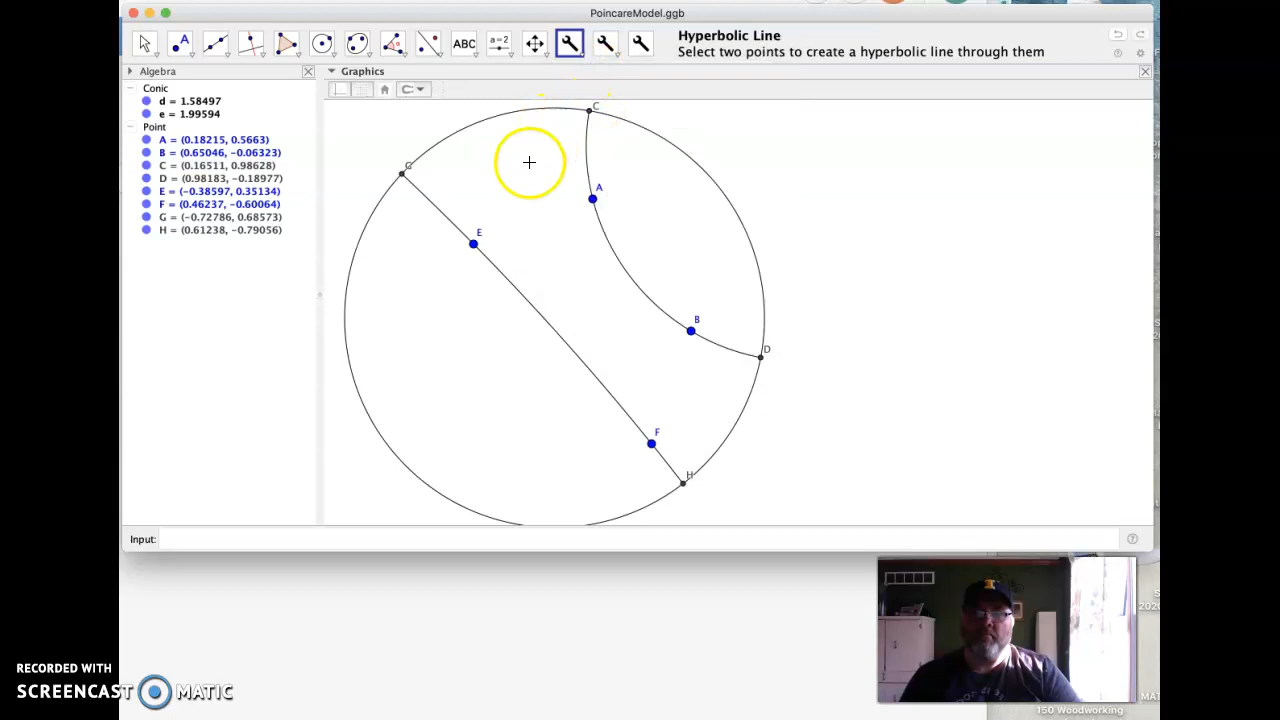 PoincareModel.ggb
A
ABC
a=2
Hyperbolic Line
Select two points to create a hyperbolic line through them
Algebra
Graphics
Conic
d = 1.58497
e = 1.99594
Point
A = (0.18215, 0.5663)
B = (0.65046, −0.06323)
C = (0.16511, 0.98628)
D = (0.98183, −0.18977)
E = (−0.38597, 0.35134)
F = (0.46237, −0.60064)
G = (−0.72786, 0.68573)
H = (0.61238, −0.79056)
C
G
A
E
B
D
F
H
Input:
RECORDED WITH
SCREENCAST MATIC
150 Woodworking